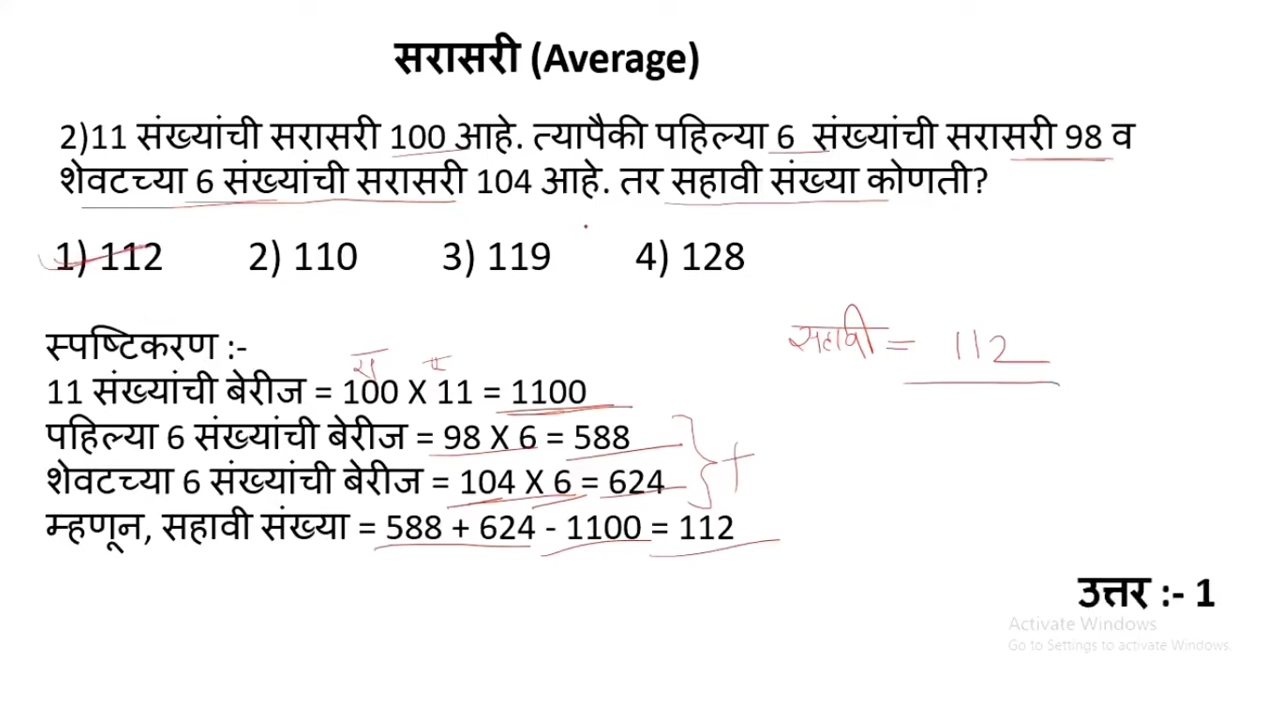 सरासरी (Average)
2)11 संख्यांची सरासरी 100 आहे. त्यापैकी पहिल्या 6 संख्यांची सरासरी 98 व
शेवटच्या 6 संख्यांची सरासरी 104 आहे. तर सहावी संख्या कोणती?
1) 112 2) 110 3) 119 4) 128
स्पष्टिकरण :-
सहावी = 112
11 संख्यांची बेरीज = 100 X 11 = 1100
पहिल्या 6 संख्यांची बेरीज = 98 X 6 = 588
शेवटच्या 6 संख्यांची बेरीज = 104 X 6 = 624
+
म्हणून, सहावी संख्या = 588 + 624 - 1100 = 112
उत्तर :- 1
Activate Windows
Go to Settings to activate Windows.